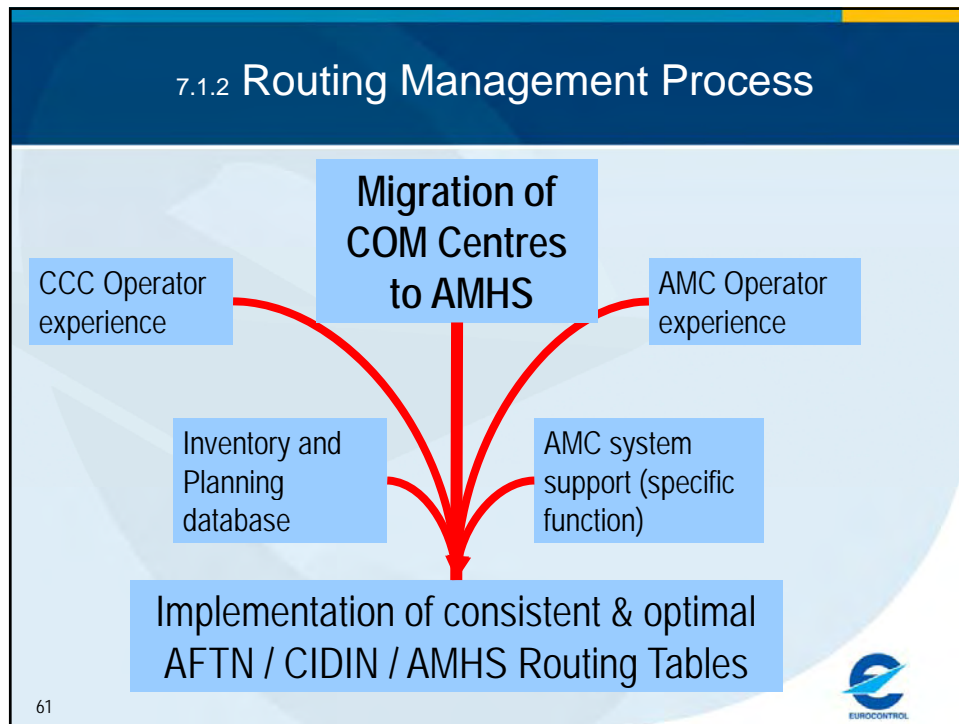 7.1.2 Routing Management Process
Migration of
COM Centres
to AMHS
CCC Operator
experience
AMC Operator
experience
Inventory and
Planning
database
AMC system
support (specific
function)
Implementation of consistent & optimal
AFTN / CIDIN / AMHS Routing Tables
61
EUROCONTROL